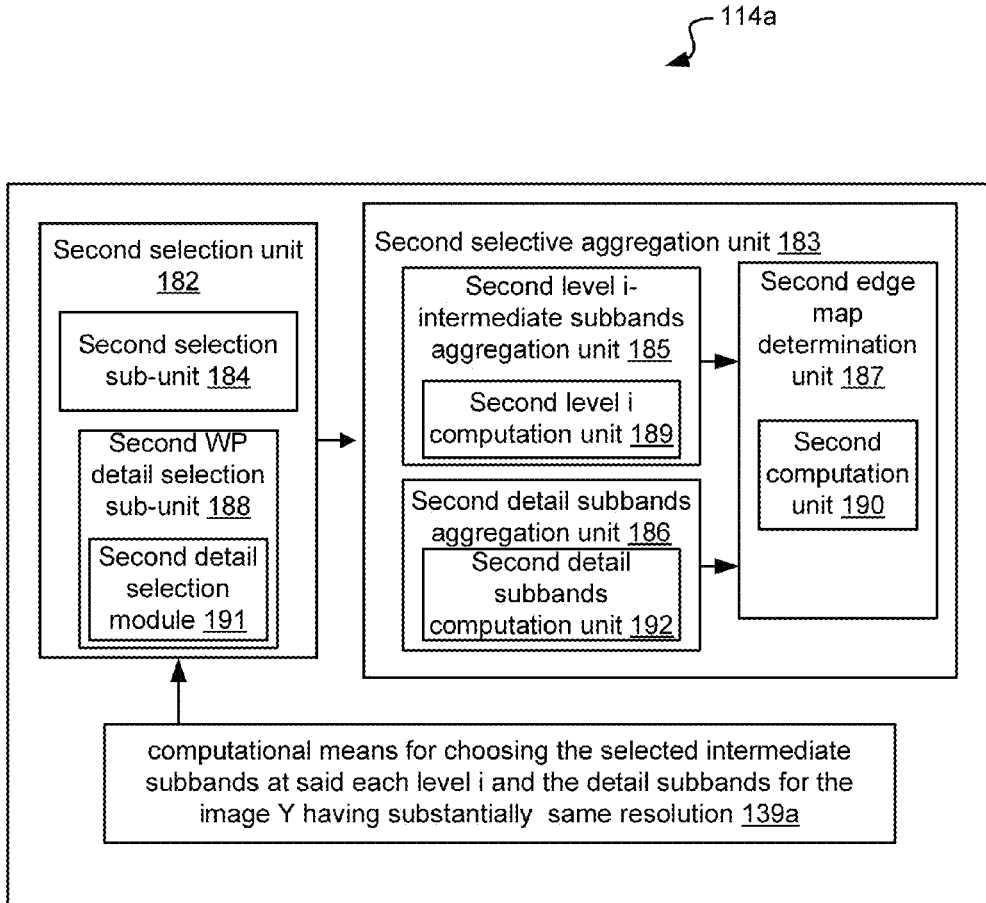 114a
Second selection unit
182
Second selection
sub-unit 184
Second WP
detail selection
sub-unit 188
Second detail
selection
module 191
Second selective aggregation unit 183
Second level i-
intermediate subbands
aggregation unit 185
Second level i
computation unit 189
Second detail subbands
aggregation unit 186
Second detail
subbands
computation unit 192
Second edge
map
determination
unit 187
Second
computation
unit 190
computational means for choosing the selected intermediate
subbands at said each level i and the detail subbands for the
image Y having substantially same resolution 139a